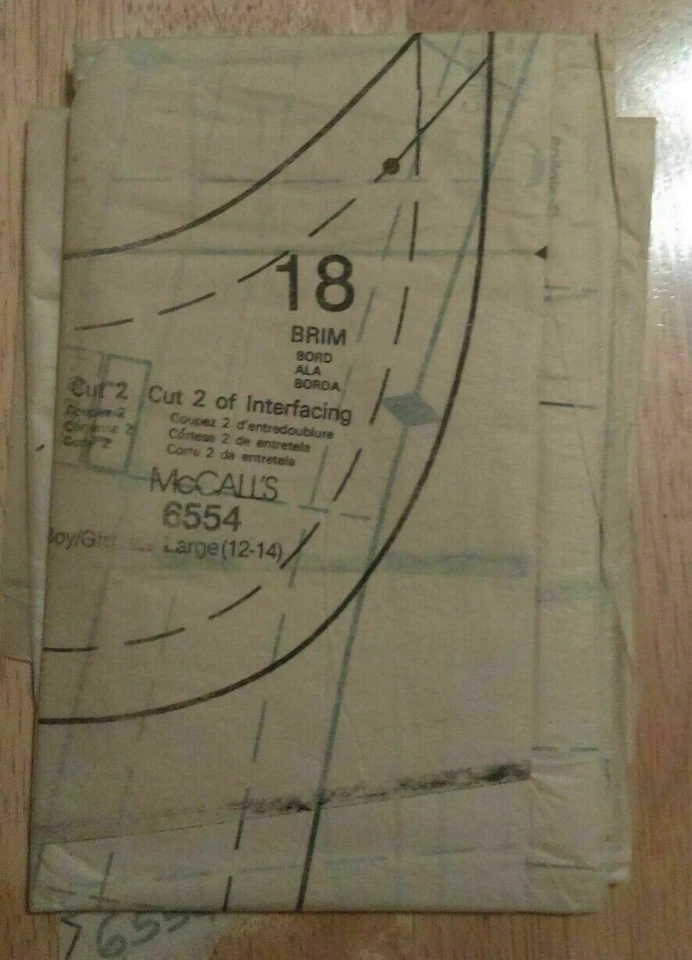 18
BRIM
BORD
ALA
BORDA
Cut 2
Coupez 2
Córtese 2
Corte 2
Cut 2 of Interfacing
Coupez 2 d'entredoublure
Córtese 2 de entretela
Corte 2 da entretela
McCALL'S
6554
Boy/Girl
Large (12-14)